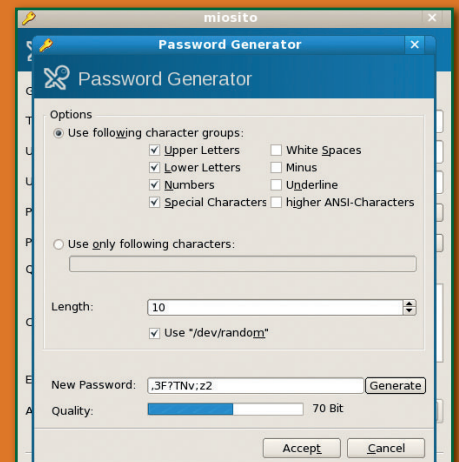 miosito
Password Generator
Password Generator
Options
Use following character groups:
Upper Letters
White Spaces
Lower Letters
Minus
Numbers
Underline
Special Characters
higher ANSI-Characters
Use only following characters:
Length:
10
Use "/dev/random"
New Password:
,3F?TNv;z2
Generate
Quality:
70 Bit
Accept
Cancel